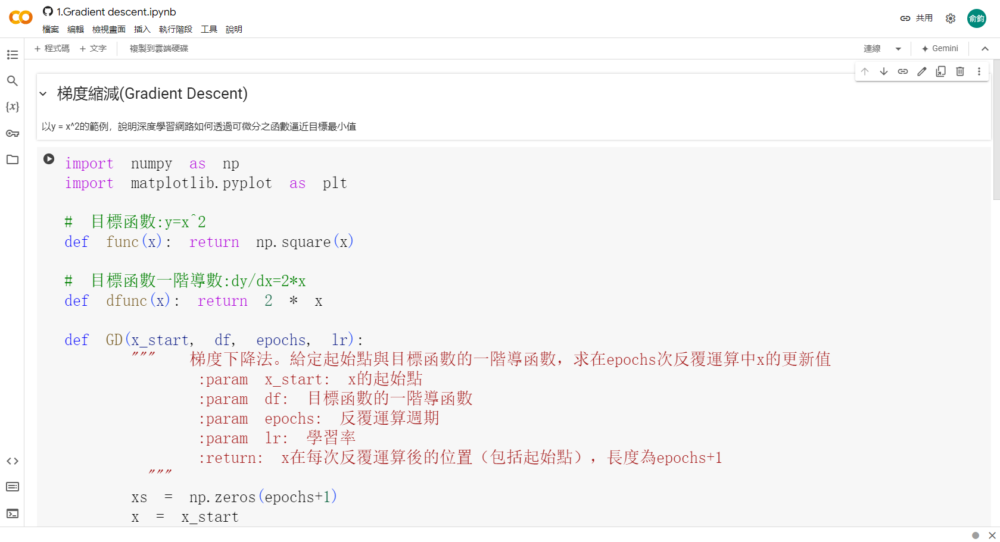 1.Gradient descent.ipynb
檔案 編輯 檢視畫面 插入 執行階段 工具 說明
共用
俞鈞
+ 程式碼 + 文字 複製到雲端硬碟
連線 Gemini
梯度縮減(Gradient Descent)
以y = x^2的範例，說明深度學習網路如何透過可微分之函數逼近目標最小值
import numpy as np
import matplotlib.pyplot as plt
# 目標函數:y=x^2
def func(x): return np.square(x)
# 目標函數一階導數:dy/dx=2*x
def dfunc(x): return 2 * x
def GD(x_start, df, epochs, lr):
""" 梯度下降法。給定起始點與目標函數的一階導函數，求在epochs次反覆運算中x的更新值
:param x_start: x的起始點
:param df: 目標函數的一階導函數
:param epochs: 反覆運算週期
:param lr: 學習率
:return: x在每次反覆運算後的位置（包括起始點），長度為epochs+1
"""
xs = np.zeros(epochs+1)
x = x_start